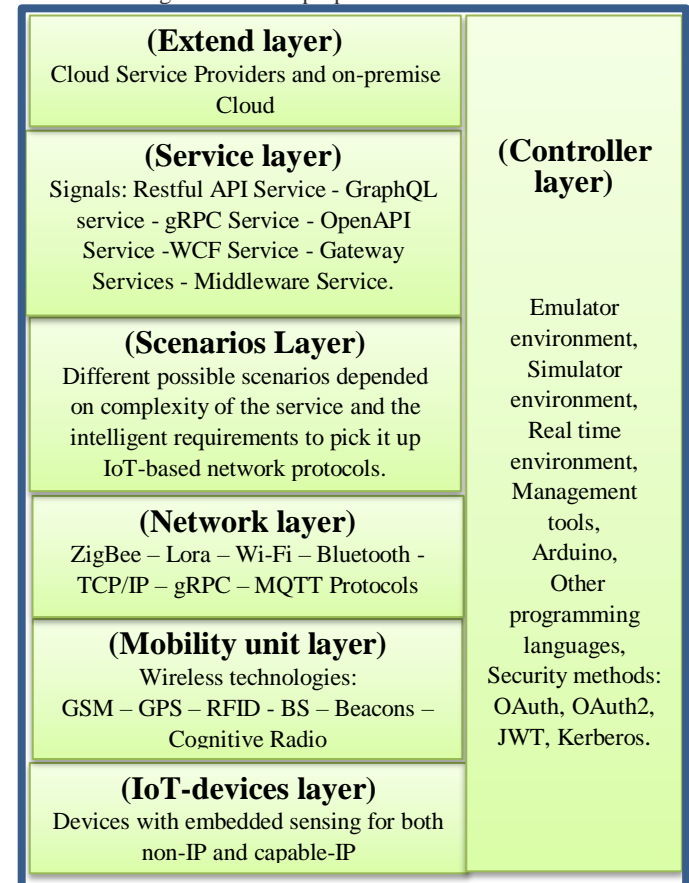 (Extend layer)
Cloud Service Providers and on-premise
Cloud
(Service layer)
Signals: Restful API Service - GraphQL
service - gRPC Service - OpenAPI
Service -WCF Service - Gateway
Services - Middleware Service.
(Scenarios Layer)
Different possible scenarios depended
on complexity of the service and the
intelligent requirements to pick it up
IoT-based network protocols.
(Network layer)
ZigBee – Lora – Wi-Fi – Bluetooth -
TCP/IP – gRPC – MQTT Protocols
(Mobility unit layer)
Wireless technologies:
GSM – GPS – RFID - BS – Beacons –
Cognitive Radio
(IoT-devices layer)
Devices with embedded sensing for both
non-IP and capable-IP
(Controller
layer)
Emulator
environment,
Simulator
environment,
Real time
environment,
Management
tools,
Arduino,
Other
programming
languages,
Security methods:
OAuth, OAuth2,
JWT, Kerberos.